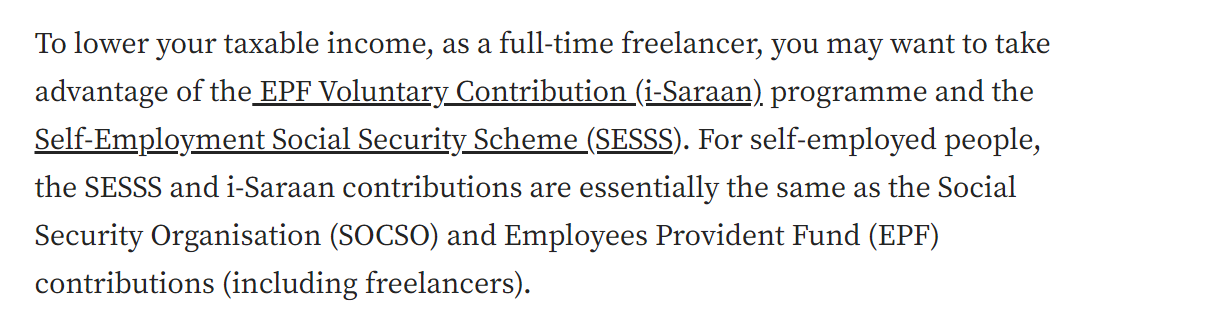 To lower your taxable income, as a full-time freelancer, you may want to take
advantage of the EPF Voluntary Contribution (i-Saraan) programme and the
Self-Employment Social Security Scheme (SESSS). For self-employed people,
the SESSS and i-Saraan contributions are essentially the same as the Social
Security Organisation (SOCSO) and Employees Provident Fund (EPF)
contributions (including freelancers).